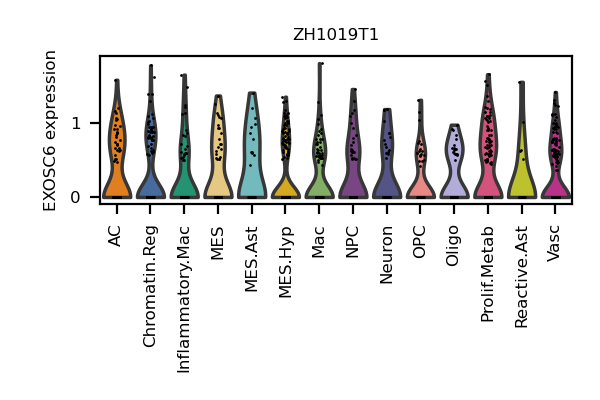 ZH1019T1
EXOSC6 expression
1
0
AC
Chromatin.Reg
Inflammatory.Mac
MES
MES.Ast
MES.Hyp
Mac
NPC
Neuron
OPC
Oligo
Prolif.Metab
Reactive.Ast
Vasc